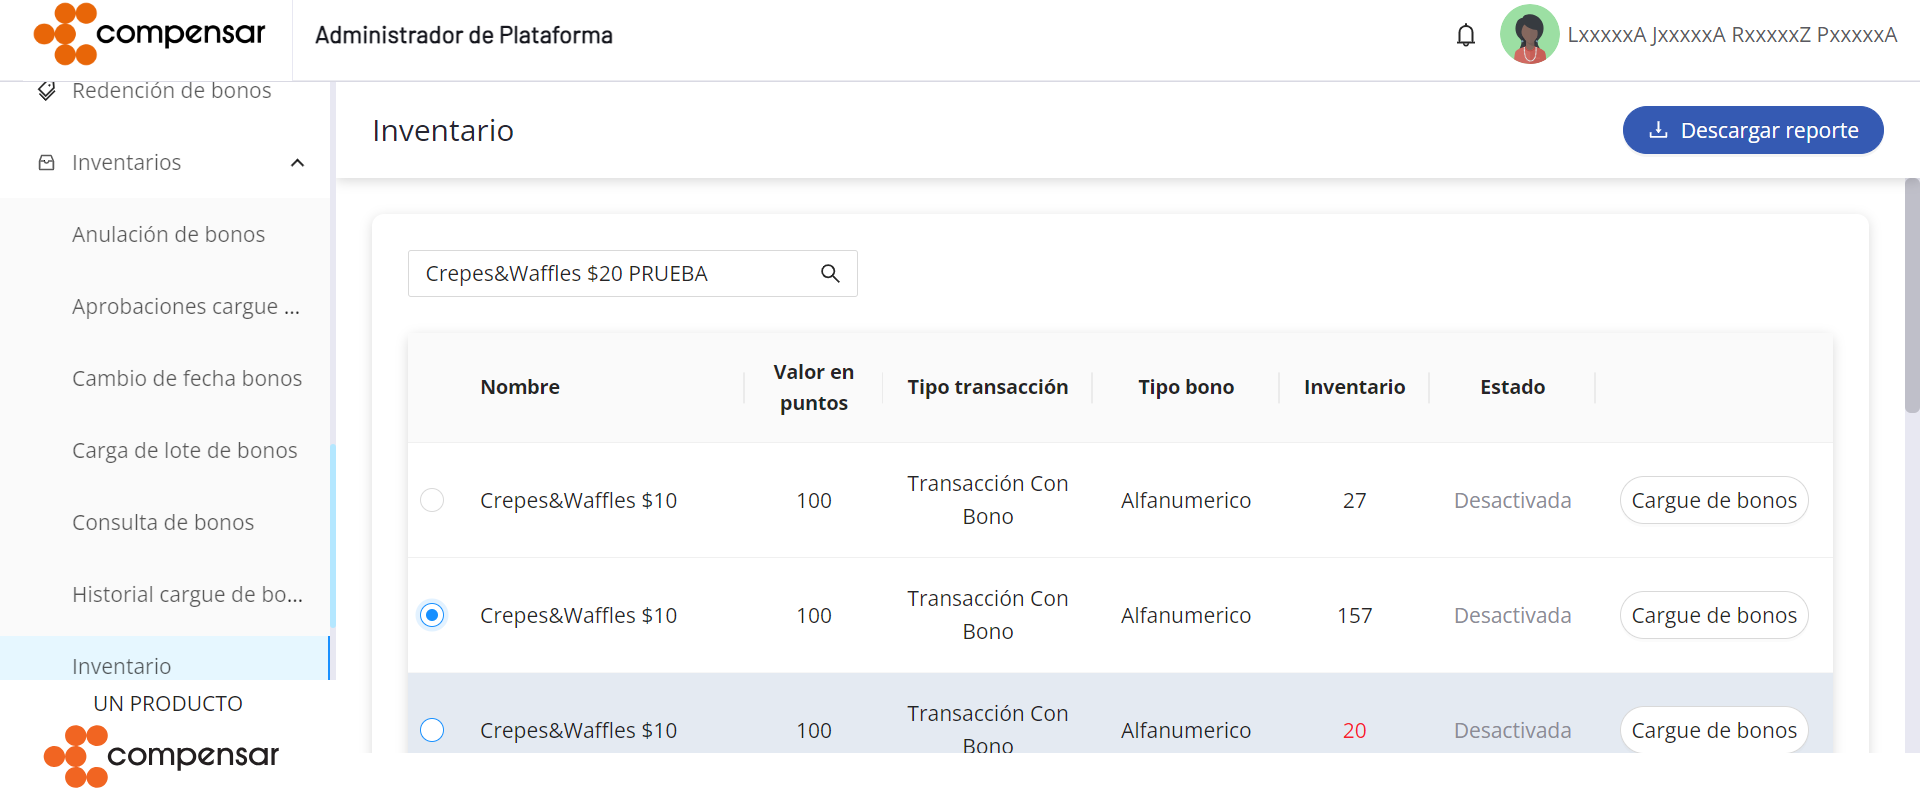 compensar
Administrador de Plataforma
LxxxxxA JxxxxxA RxxxxxZ PxxxxxA
Redención de bonos
Inventarios
Anulación de bonos
Aprobaciones cargue ...
Cambio de fecha bonos
Carga de lote de bonos
Consulta de bonos
Historial cargue de bo...
Inventario
UN PRODUCTO
compensar
Inventario
Descargar reporte
Crepes&Waffles $20 PRUEBA
Nombre Valor en puntos Tipo transacción Tipo bono Inventario Estado
Crepes&Waffles $10 100 Transacción Con Bono Alfanumerico 27 Desactivada Cargue de bonos
Crepes&Waffles $10 100 Transacción Con Bono Alfanumerico 157 Desactivada Cargue de bonos
Crepes&Waffles $10 100 Transacción Con Bono Alfanumerico 20 Desactivada Cargue de bonos